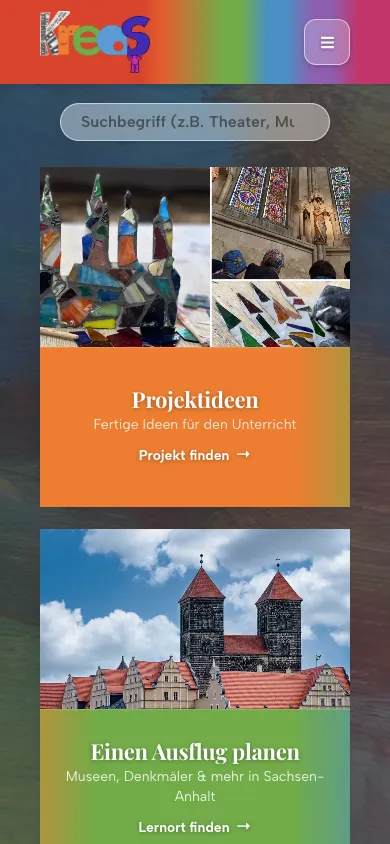 KreaS
Suchbegriff (z.B. Theater, Mu
Projektideen
Fertige Ideen für den Unterricht
Projekt finden →
Einen Ausflug planen
Museen, Denkmäler & mehr in Sachsen-
Anhalt
Lernort finden →